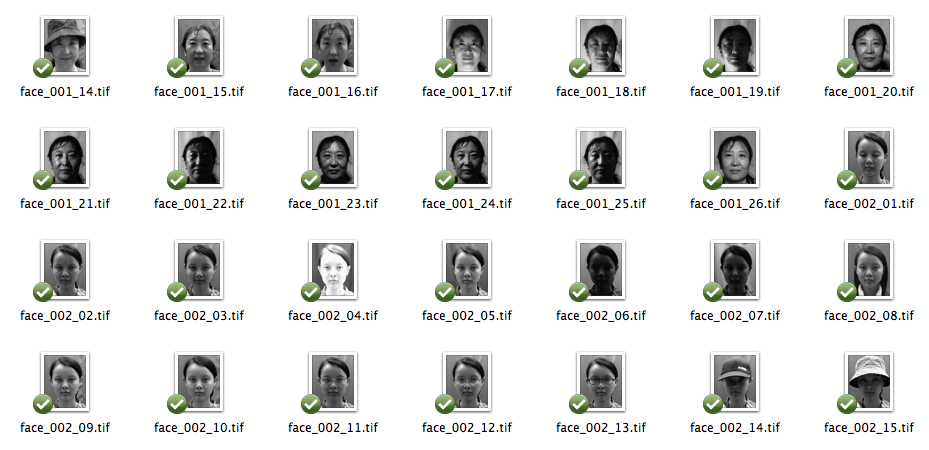 face_001_14.tif face_001_15.tif face_001_16.tif face_001_17.tif face_001_18.tif face_001_19.tif face_001_20.tif
face_001_21.tif face_001_22.tif face_001_23.tif face_001_24.tif face_001_25.tif face_001_26.tif face_002_01.tif
face_002_02.tif face_002_03.tif face_002_04.tif face_002_05.tif face_002_06.tif face_002_07.tif face_002_08.tif
face_002_09.tif face_002_10.tif face_002_11.tif face_002_12.tif face_002_13.tif face_002_14.tif face_002_15.tif